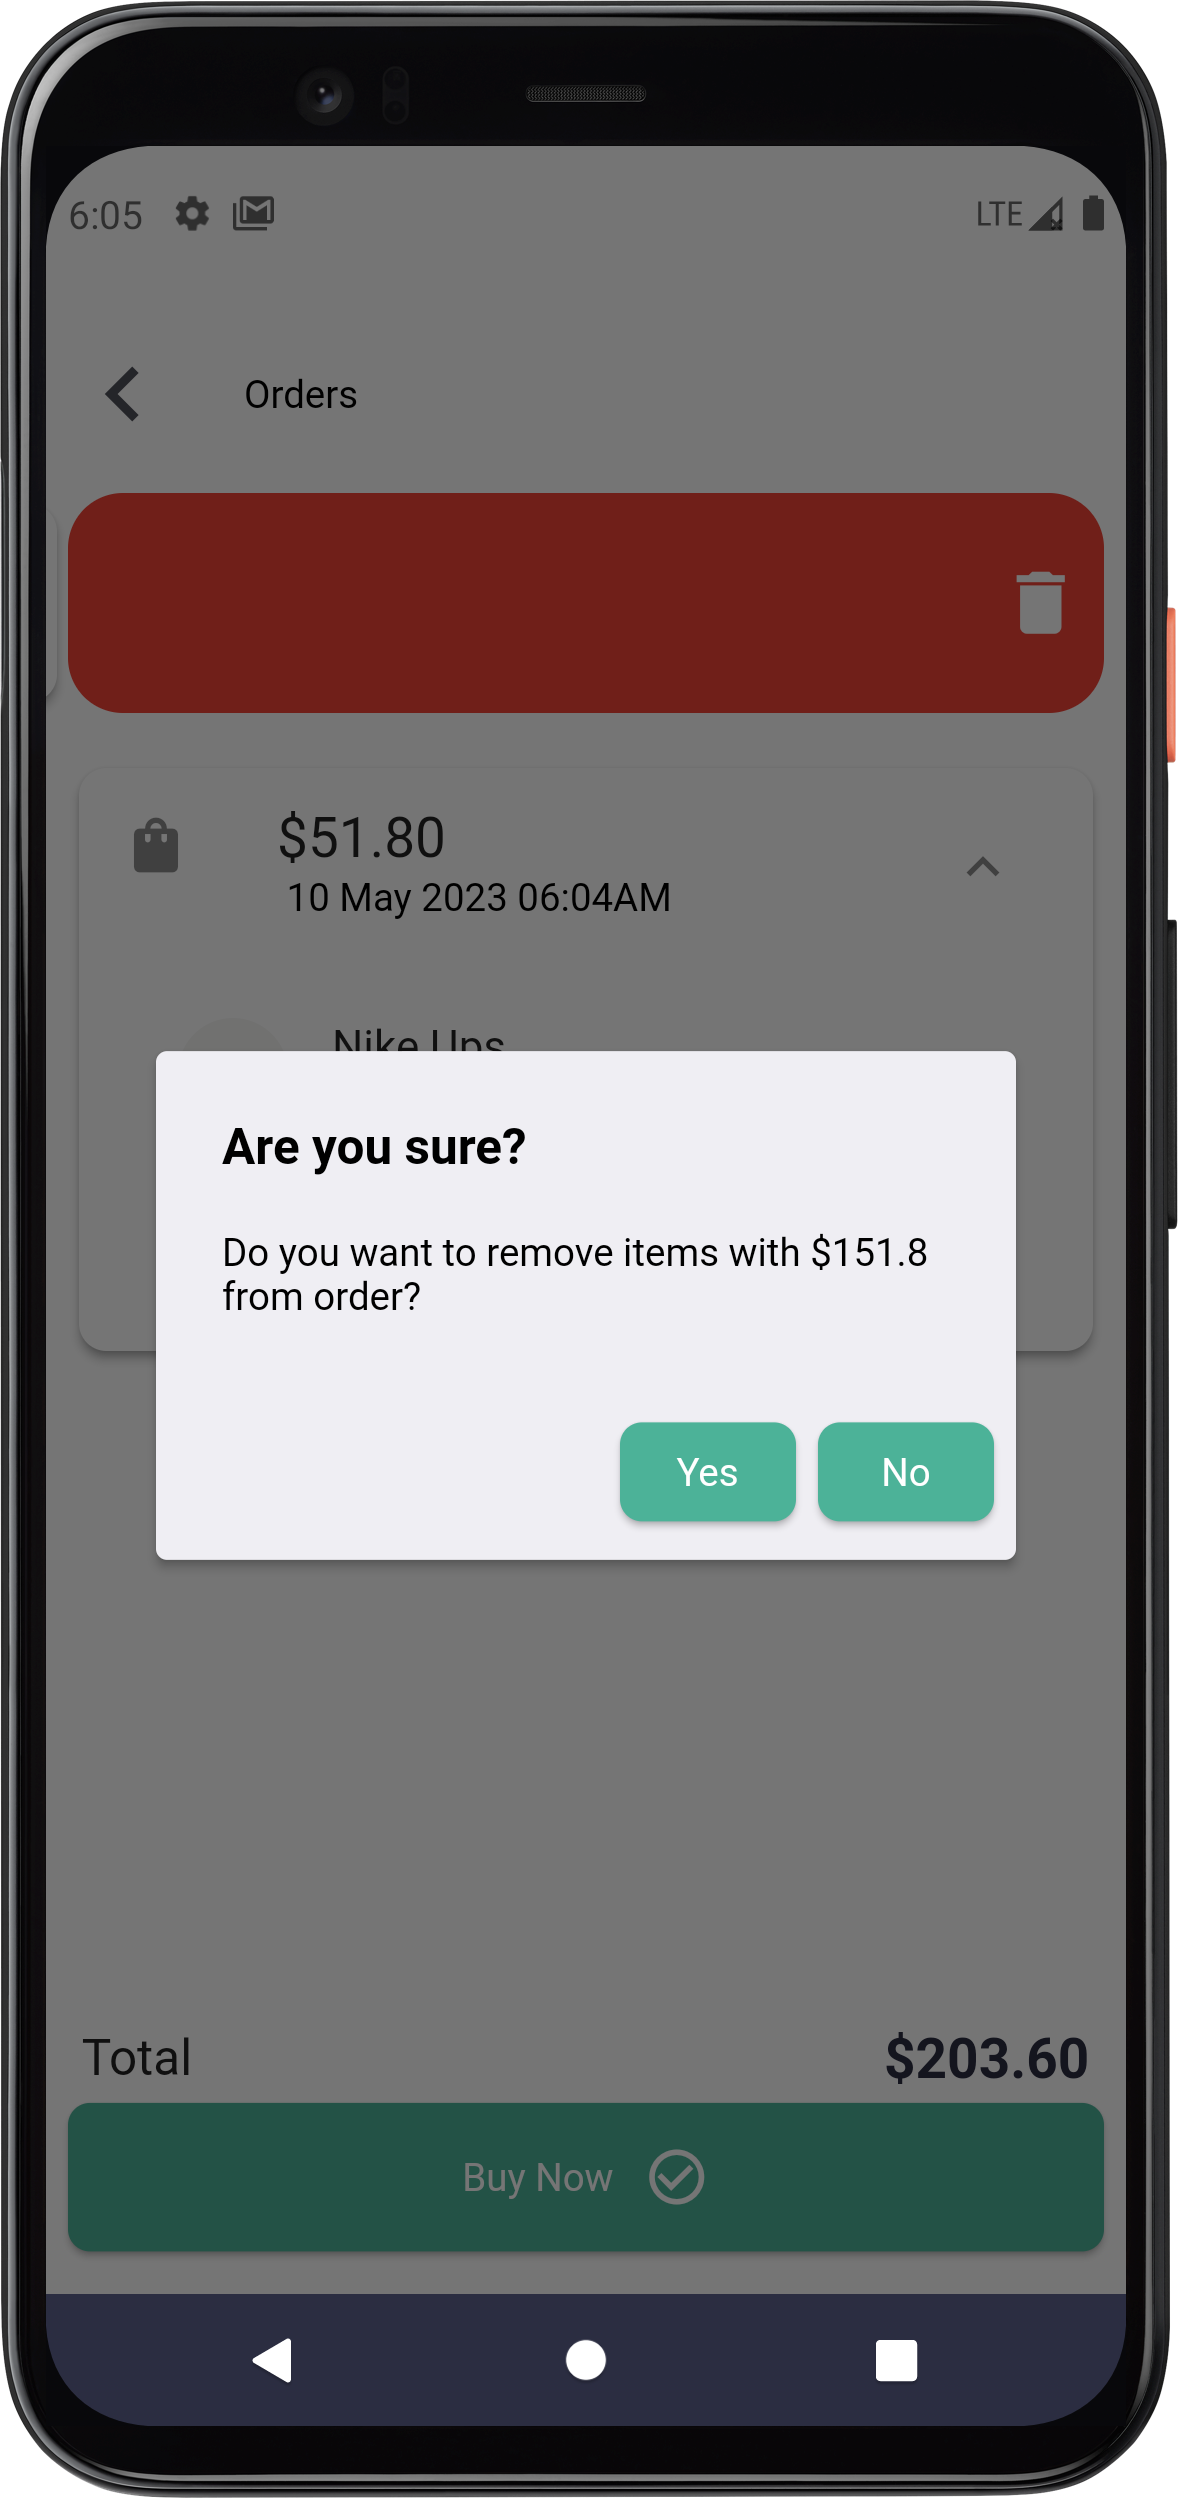 6:05
LTE
Orders
$51.80
10 May 2023 06:04AM
Nike Ups
Are you sure?
Do you want to remove items with $151.8
from order?
Yes
No
Total
$203.60
Buy Now